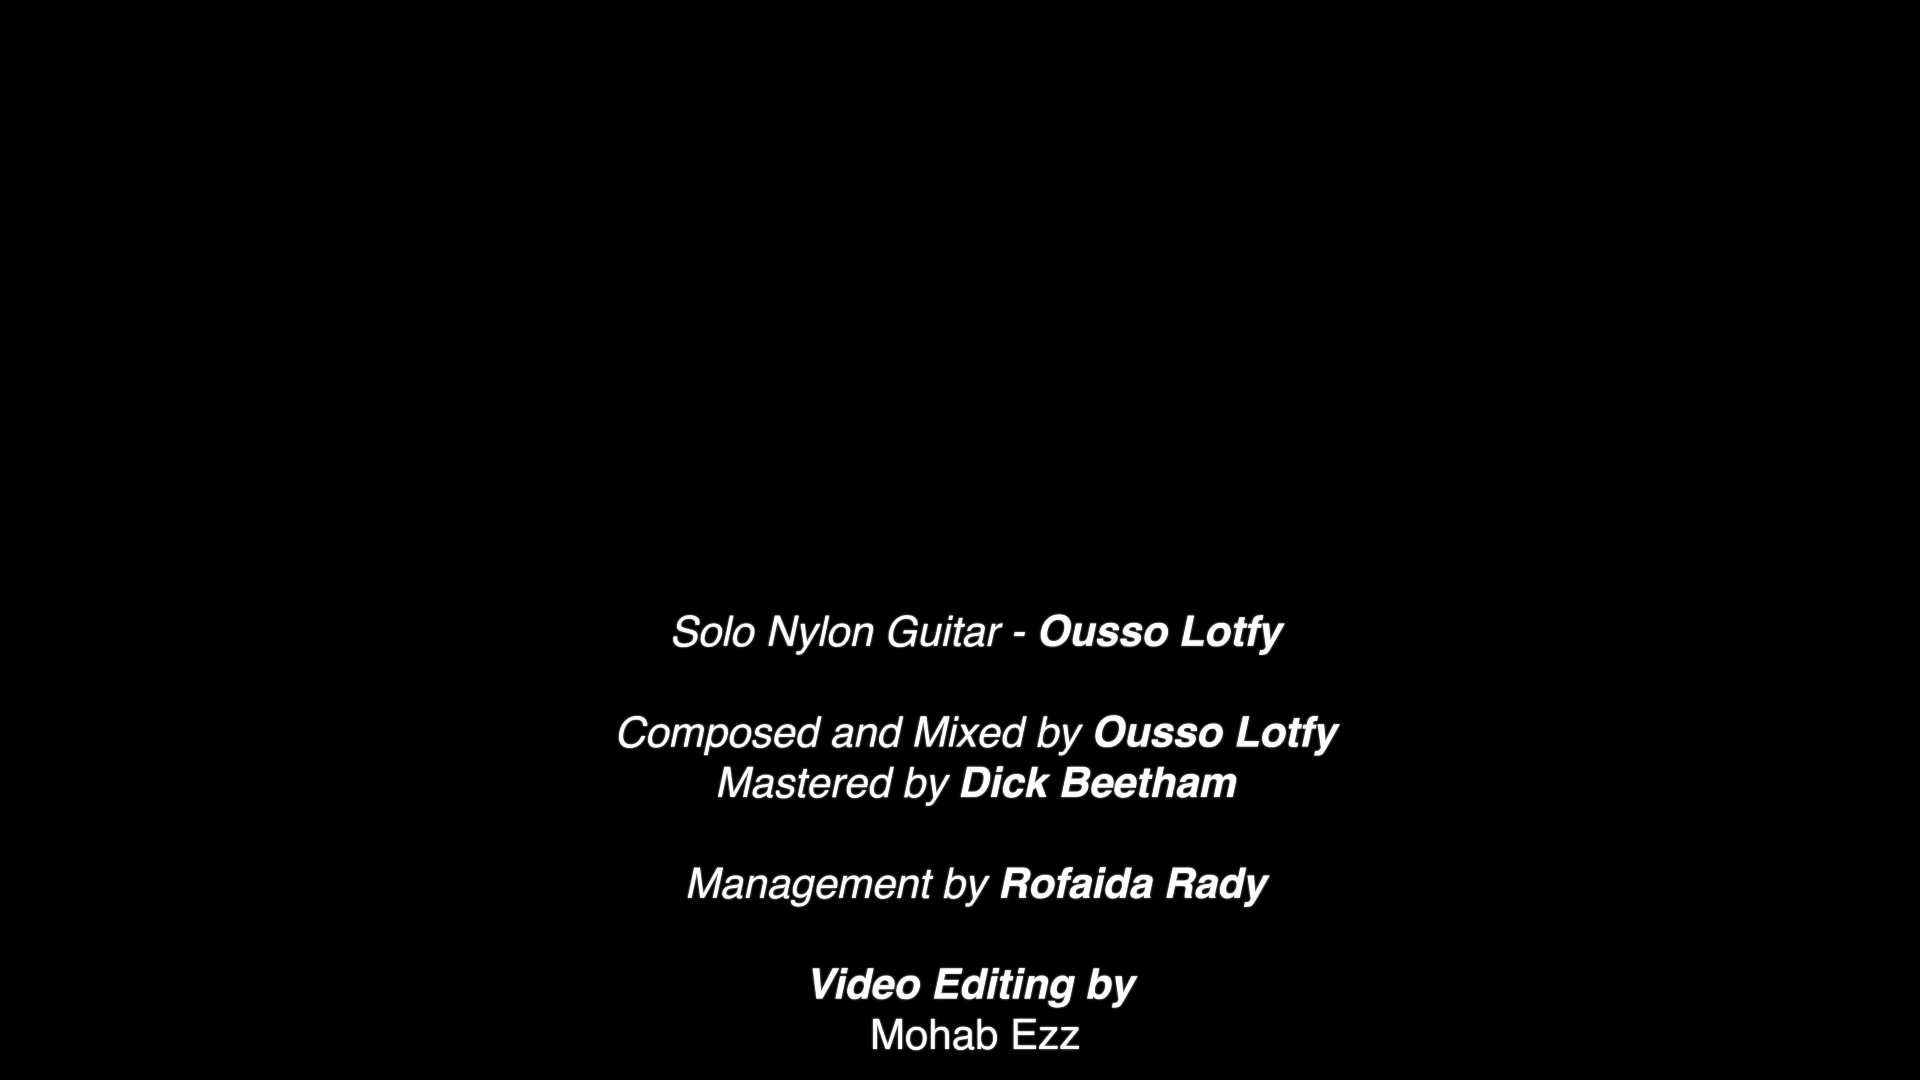 Solo Nylon Guitar - Ousso Lotfy
Composed and Mixed by Ousso Lotfy
Mastered by Dick Beetham
Management by Rofaida Rady
Video Editing by
Mohab Ezz